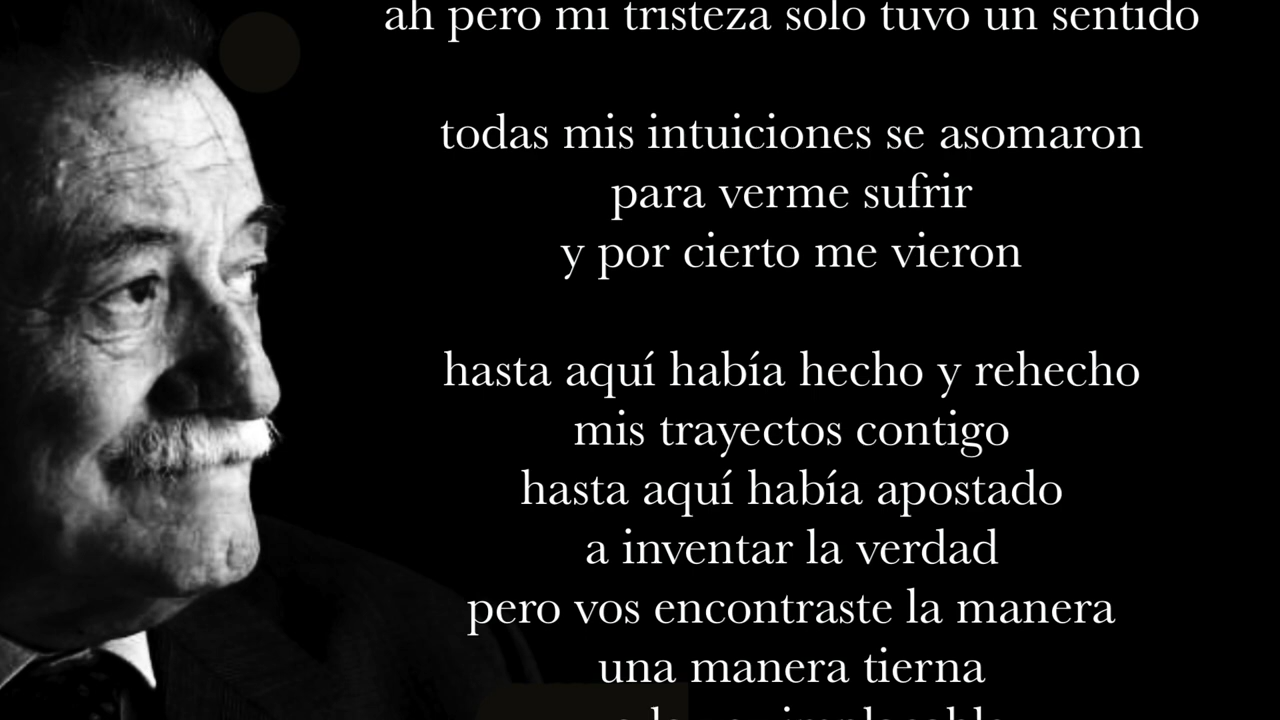 ah pero mi tristeza solo tuvo un sentido
todas mis intuiciones se asomaron
para verme sufrir
y por cierto me vieron
hasta aquí había hecho y rehecho
mis trayectos contigo
hasta aquí había apostado
a inventar la verdad
pero vos encontraste la manera
una manera tierna